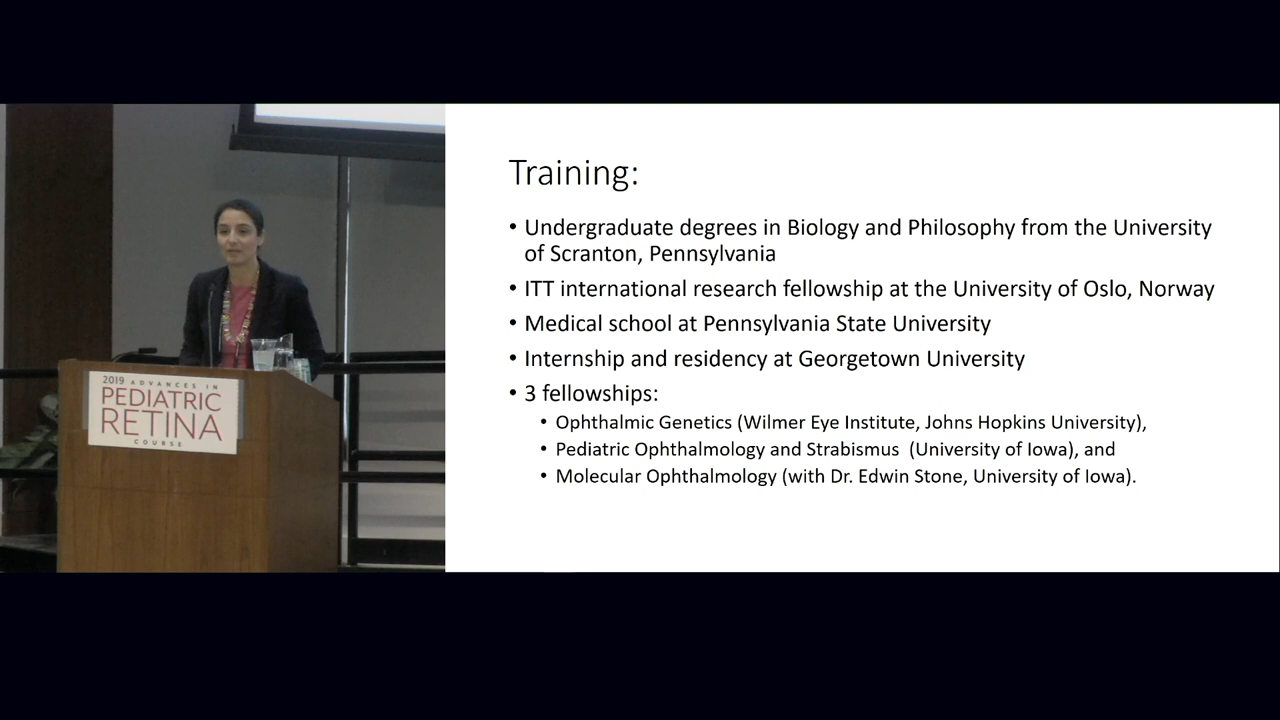 2019 ADVANCES IN
PEDIATRIC
RETINA
COURSE
Training:
• Undergraduate degrees in Biology and Philosophy from the University
of Scranton, Pennsylvania
• ITT international research fellowship at the University of Oslo, Norway
• Medical school at Pennsylvania State University
• Internship and residency at Georgetown University
• 3 fellowships:
• Ophthalmic Genetics (Wilmer Eye Institute, Johns Hopkins University),
• Pediatric Ophthalmology and Strabismus  (University of Iowa), and
• Molecular Ophthalmology (with Dr. Edwin Stone, University of Iowa).